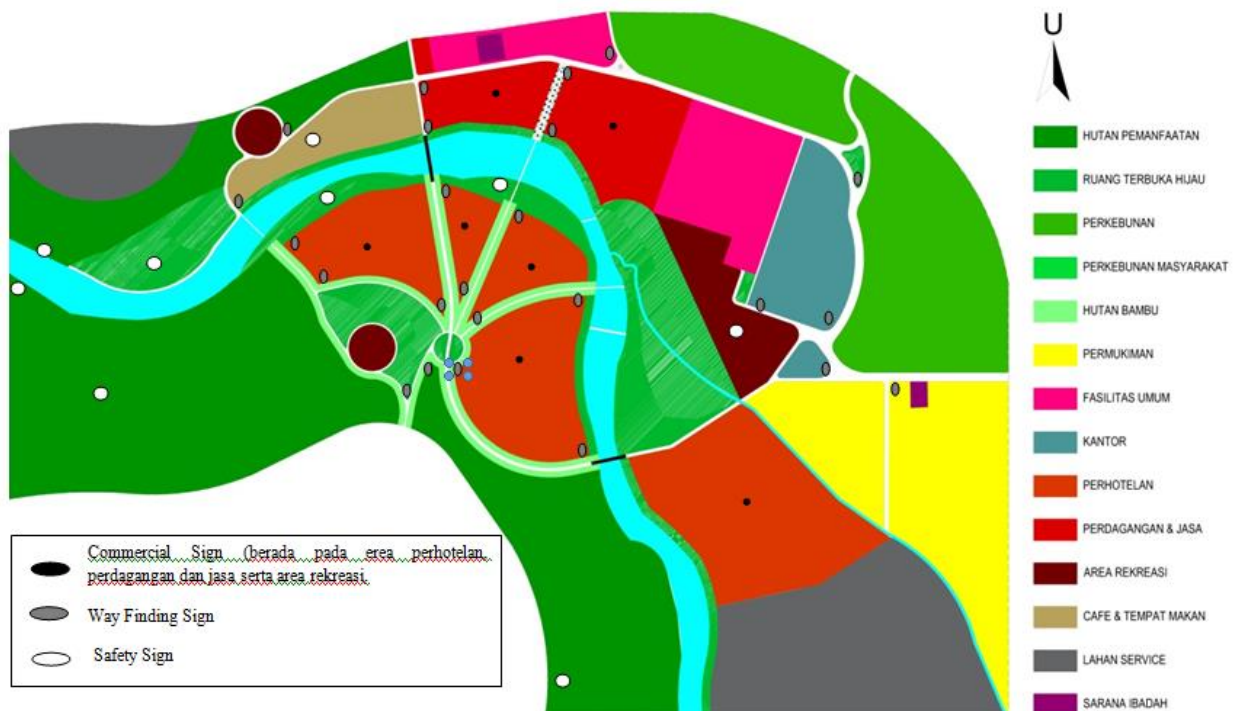 U
HUTAN PEMANFAATAN
RUANG TERBUKA HIJAU
PERKEBUNAN
PERKEBUNAN MASYARAKAT
HUTAN BAMBU
PERMUKIMAN
FASILITAS UMUM
KANTOR
PERHOTELAN
PERDAGANGAN & JASA
AREA REKREASI
CAFE & TEMPAT MAKAN
LAHAN SERVICE
SARANA IBADAH
Commercial Sign (berada pada erea perhotelan,
perdagangan dan jasa serta area rekreasi,
Way Finding Sign
Safety Sign